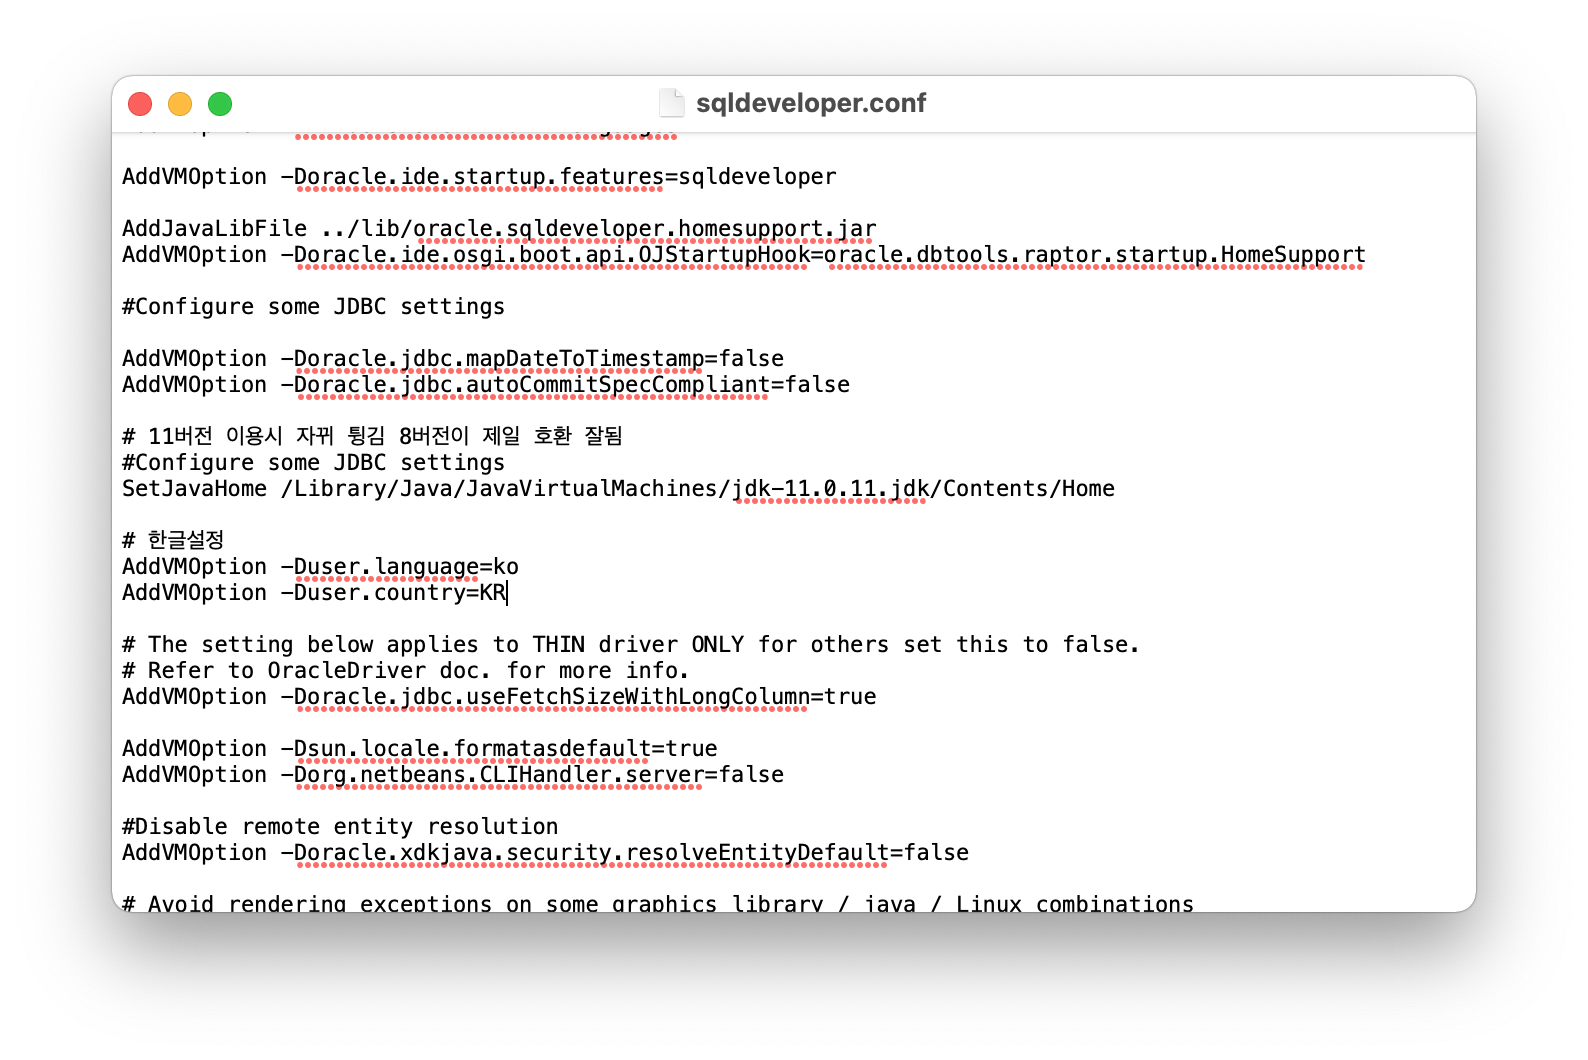 sqldeveloper.conf
AddVMOption -Doracle.ide.startup.features=sqldeveloper
AddJavaLibFile ../lib/oracle.sqldeveloper.homesupport.jar
AddVMOption -Doracle.ide.osgi.boot.api.OJStartupHook=oracle.dbtools.raptor.startup.HomeSupport
#Configure some JDBC settings
AddVMOption -Doracle.jdbc.mapDateToTimestamp=false
AddVMOption -Doracle.jdbc.autoCommitSpecCompliant=false
# 11버전 이용시 자뀌 튕김 8버전이 제일 호환 잘됨
#Configure some JDBC settings
SetJavaHome /Library/Java/JavaVirtualMachines/jdk-11.0.11.jdk/Contents/Home
# 한글설정
AddVMOption -Duser.language=ko
AddVMOption -Duser.country=KR
# The setting below applies to THIN driver ONLY for others set this to false.
# Refer to OracleDriver doc. for more info.
AddVMOption -Doracle.jdbc.useFetchSizeWithLongColumn=true
AddVMOption -Dsun.locale.formatasdefault=true
AddVMOption -Dorg.netbeans.CLIHandler.server=false
#Disable remote entity resolution
AddVMOption -Doracle.xdkjava.security.resolveEntityDefault=false
# Avoid rendering exceptions on some graphics library / java / Linux combinations